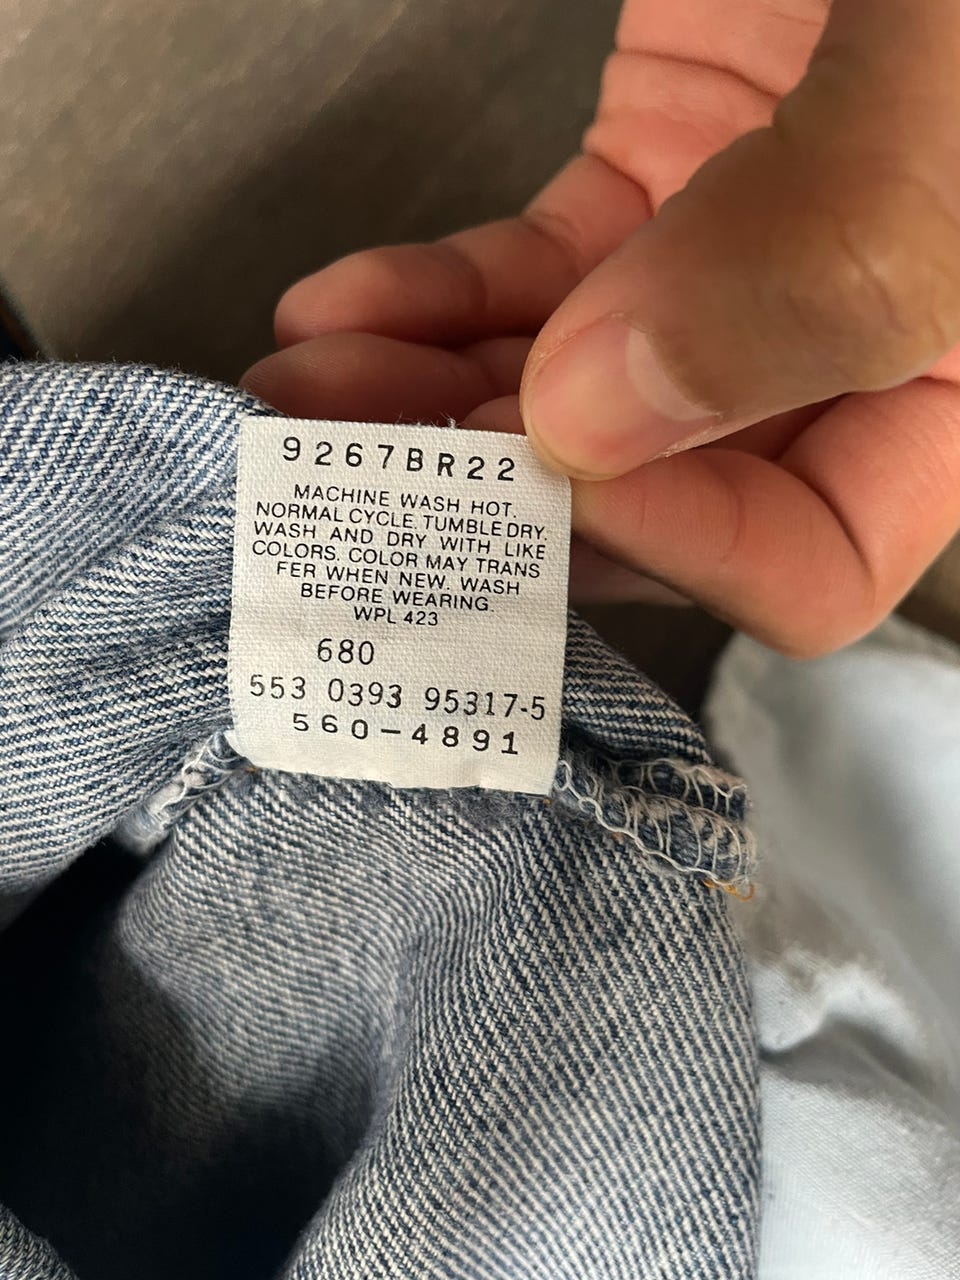 9267BR22
MACHINE WASH HOT.
NORMAL CYCLE. TUMBLE DRY.
WASH AND DRY WITH LIKE
COLORS. COLOR MAY TRANS
FER WHEN NEW. WASH
BEFORE WEARING.
WPL 423
680
553 0393 95317-5
560-4891